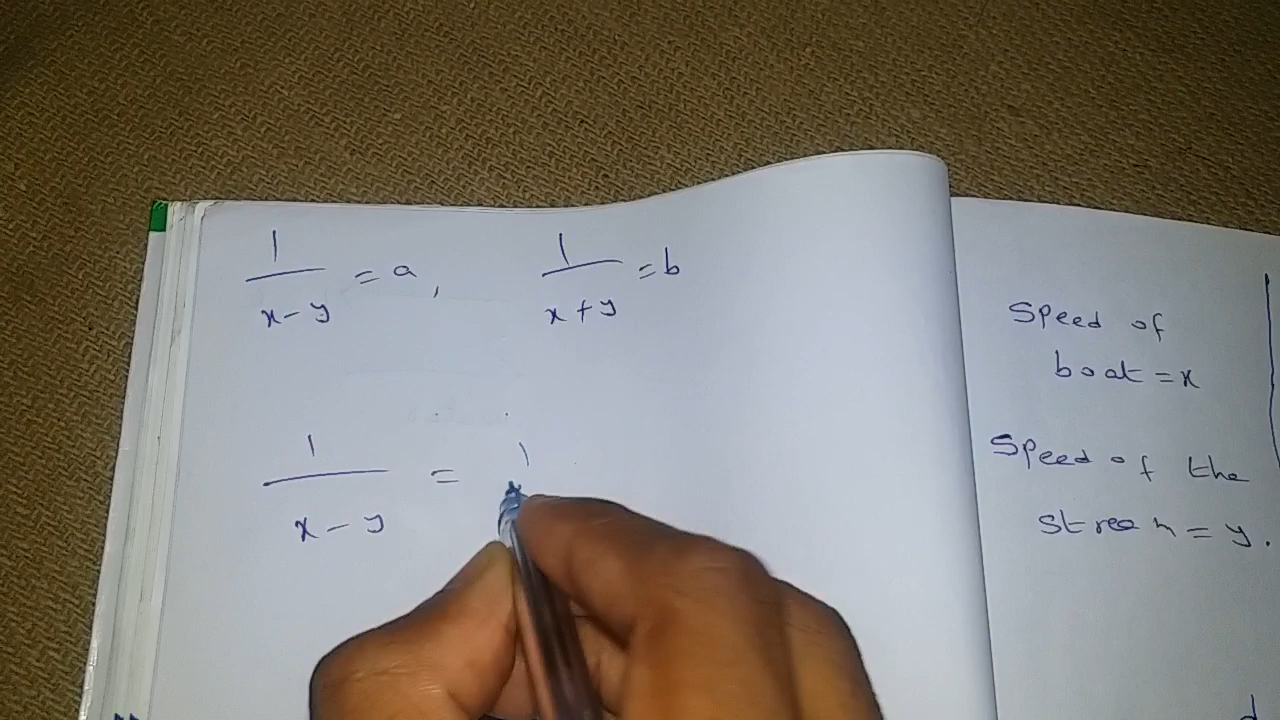 1/(x-y) = a, 1/(x+y) = b
1/(x-y) = 1
Speed of
boat = x
Speed of the
stream = y.
d